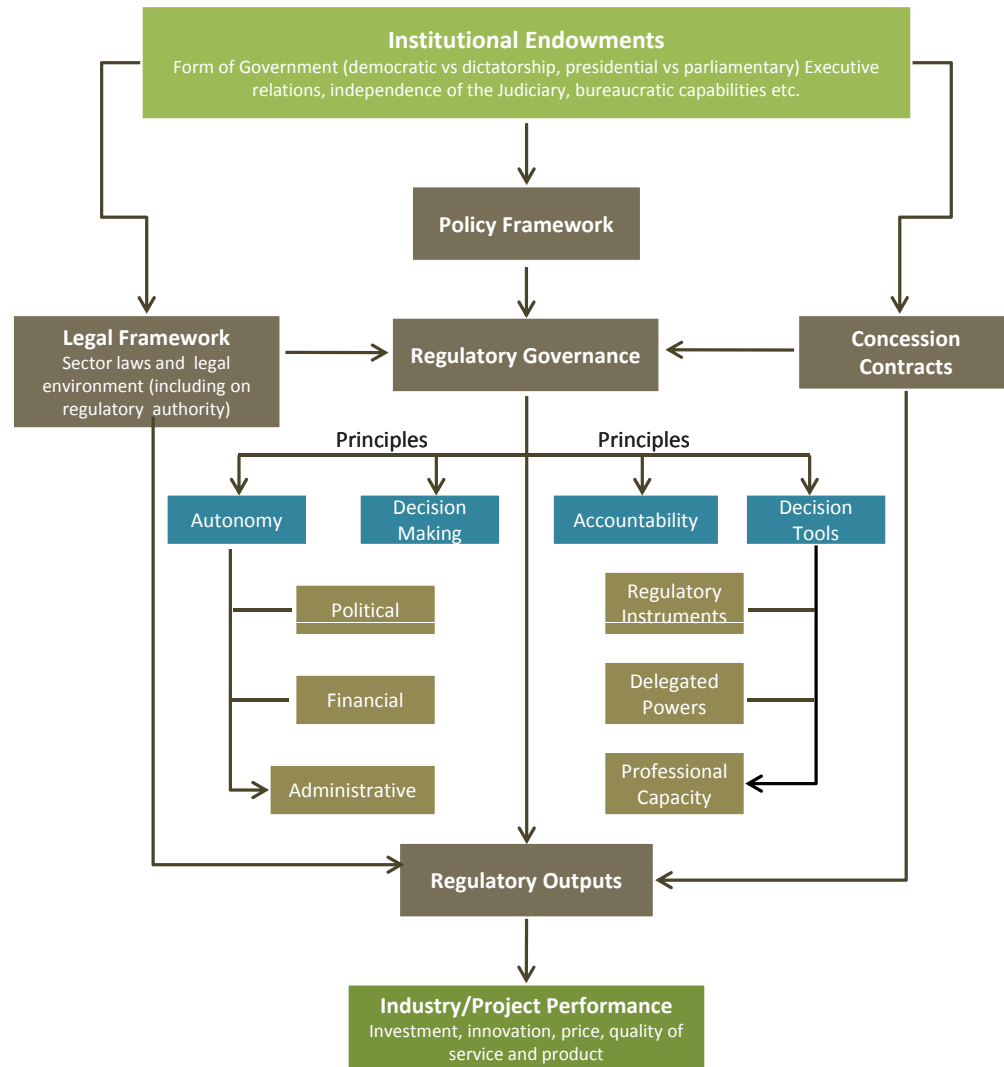 Institutional Endowments
Form of Government (democratic vs dictatorship, presidential vs parliamentary) Executive
relations, independence of the Judiciary, bureaucratic capabilities etc.
Policy Framework
Legal Framework
Sector laws and legal
environment (including on
regulatory authority)
Regulatory Governance
Concession
Contracts
Principles
Principles
Autonomy
Decision
Making
Accountability
Decision
Tools
Political
Financial
Administrative
Regulatory
Instruments
Delegated
Powers
Professional
Capacity
Regulatory Outputs
Industry/Project Performance
Investment, innovation, price, quality of
service and product